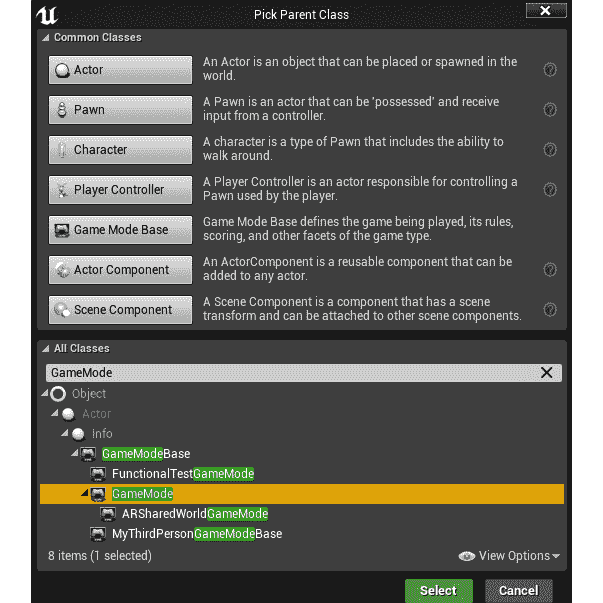 Pick Parent Class
Common Classes
Actor
An Actor is an object that can be placed or spawned in the
world.
Pawn
A Pawn is an actor that can be 'possessed' and receive
input from a controller.
Character
A character is a type of Pawn that includes the ability to
walk around.
Player Controller
A Player Controller is an actor responsible for controlling a
Pawn used by the player.
Game Mode Base
Game Mode Base defines the game being played, its rules,
scoring, and other facets of the game type.
Actor Component
An ActorComponent is a reusable component that can be
added to any actor.
Scene Component
A Scene Component is a component that has a scene
transform and can be attached to other scene components.
All Classes
GameMode
Object
Actor
Info
GameModeBase
FunctionalTestGameMode
GameMode
ARSharedWorldGameMode
MyThirdPersonGameModeBase
8 items (1 selected)
View Options
Select
Cancel